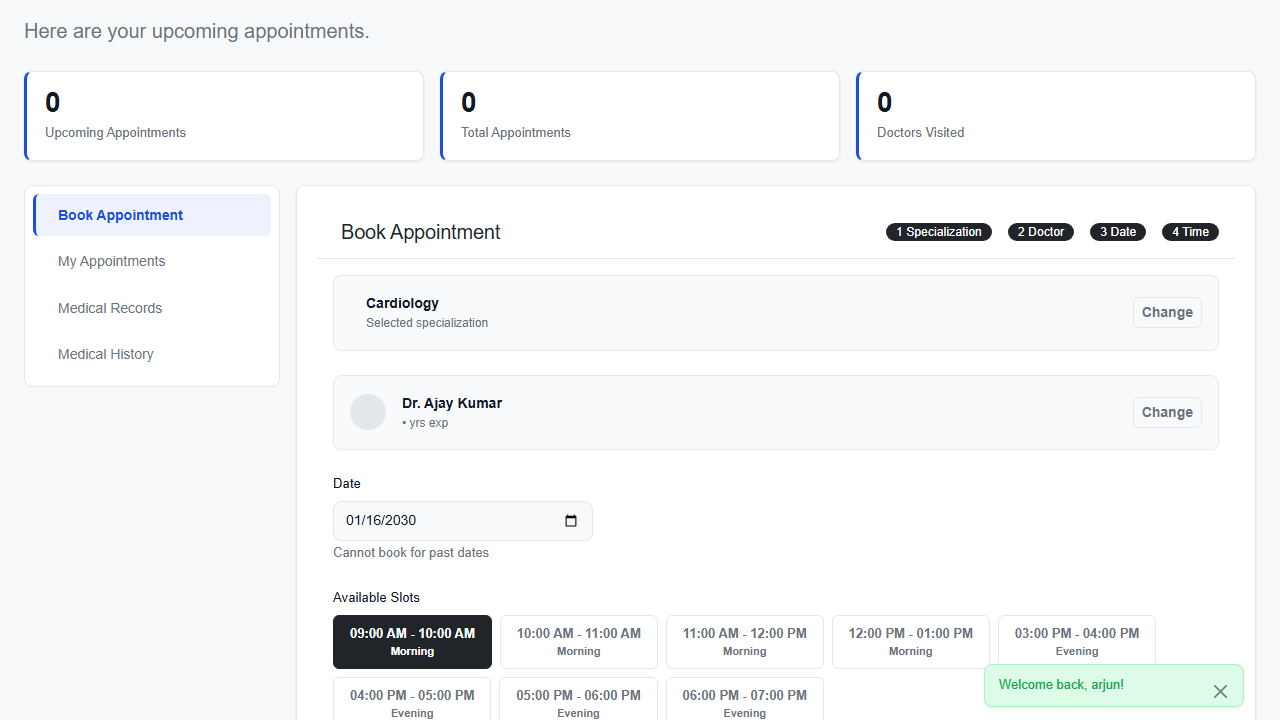 Here are your upcoming appointments.
0
Upcoming Appointments
0
Total Appointments
0
Doctors Visited
Book Appointment
My Appointments
Medical Records
Medical History
Book Appointment
1 Specialization
2 Doctor
3 Date
4 Time
Cardiology
Selected specialization
Change
Dr. Ajay Kumar
• yrs exp
Change
Date
01/16/2030
Cannot book for past dates
Available Slots
09:00 AM - 10:00 AM
Morning
10:00 AM - 11:00 AM
Morning
11:00 AM - 12:00 PM
Morning
12:00 PM - 01:00 PM
Morning
03:00 PM - 04:00 PM
Evening
04:00 PM - 05:00 PM
Evening
05:00 PM - 06:00 PM
Evening
06:00 PM - 07:00 PM
Evening
Welcome back, arjun!